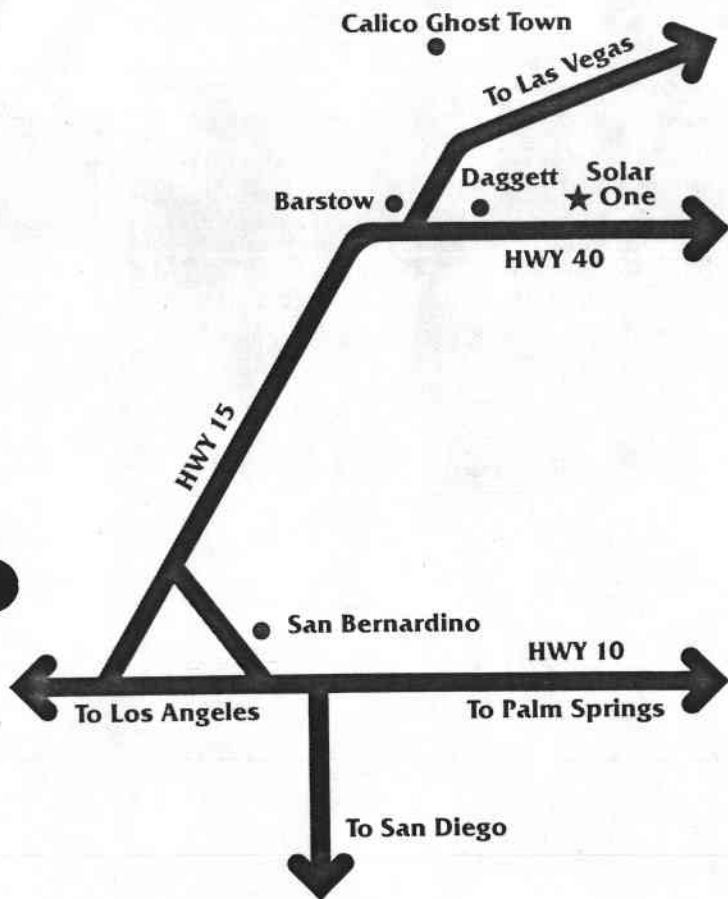 Calico Ghost Town
To Las Vegas
Daggett
Solar
One
Barstow
HWY 40
HWY 15
San Bernardino
HWY 10
To Los Angeles
To Palm Springs
To San Diego